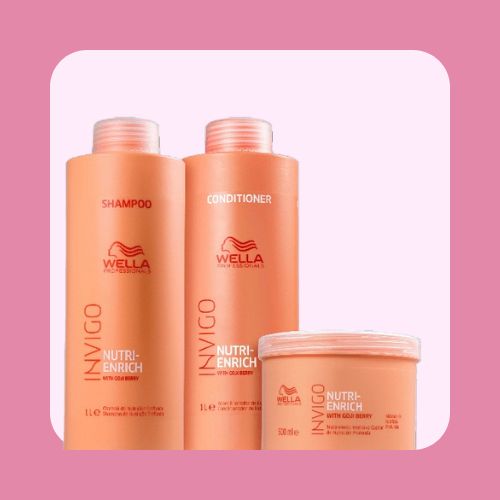 SHAMPOO
WELLA
PROFESSIONALS
INVIGO
NUTRI-
ENRICH
WITH GOJI BERRY
1L e
CONDITIONER
WELLA
PROFESSIONALS
INVIGO
NUTRI-
ENRICH
WITH GOJI BERRY
1L e
WELLA
INVIGO
NUTRI-
ENRICH
WITH GOJI BERRY
500 ml e